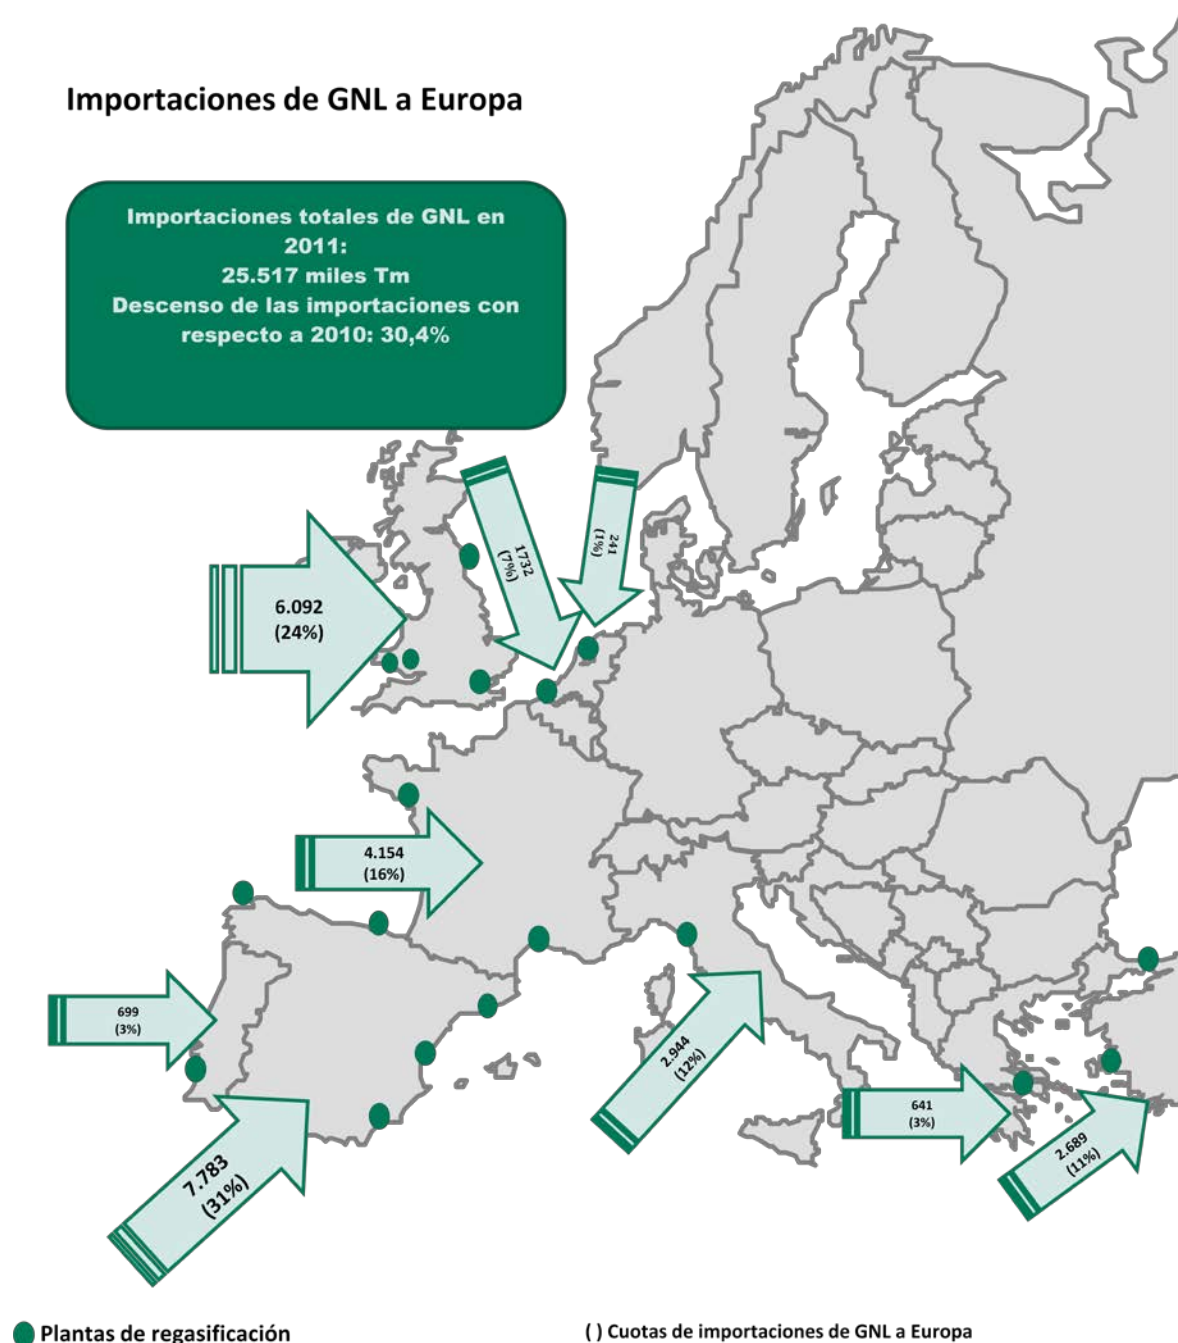 Importaciones de GNL a Europa
Importaciones totales de GNL en
2011:
25.517 miles Tm
Descenso de las importaciones con
respecto a 2010: 30,4%
1732
(7%)
241
(1%)
6.092
(24%)
4.154
(16%)
699
(3%)
2.944
(12%)
641
(3%)
2.689
(11%)
7.783
(31%)
Plantas de regasificación
( ) Cuotas de importaciones de GNL a Europa